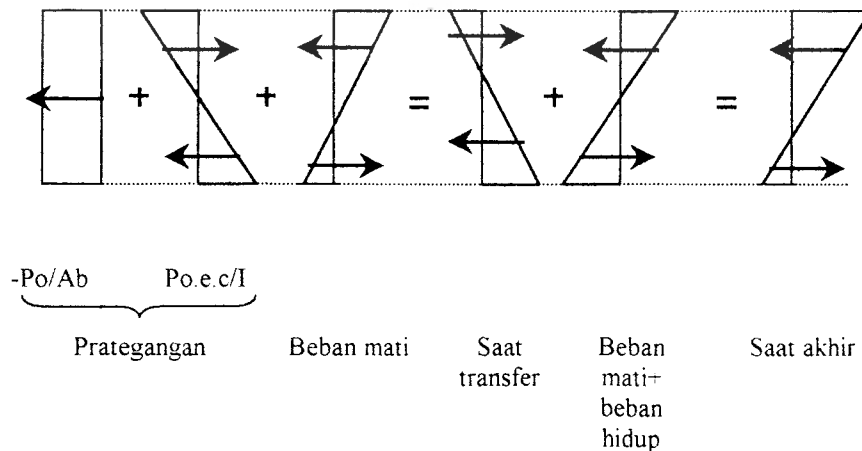 + + = + =
-Po/Ab Po.e.c/I
Prategangan Beban mati Saat transfer Beban mati+ beban hidup Saat akhir